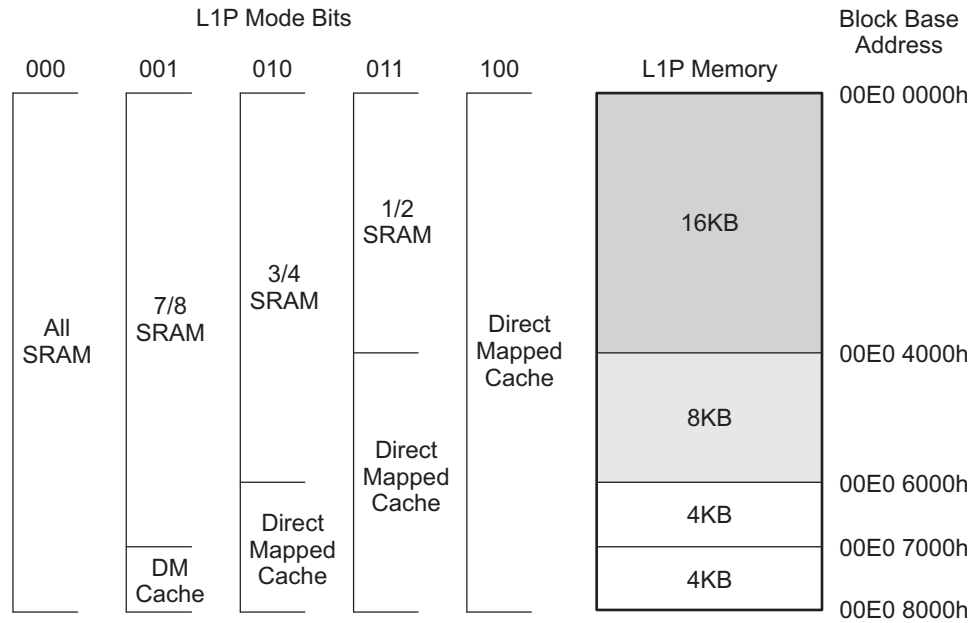 L1P Mode Bits
Block Base
Address
000 001 010 011 100 L1P Memory
00E0 0000h
1/2
SRAM
16KB
3/4
SRAM
7/8
SRAM
All
SRAM
Direct
Mapped
Cache
00E0 4000h
8KB
Direct
Mapped
Cache
00E0 6000h
4KB
Direct
Mapped
Cache
00E0 7000h
DM
Cache
4KB
00E0 8000h